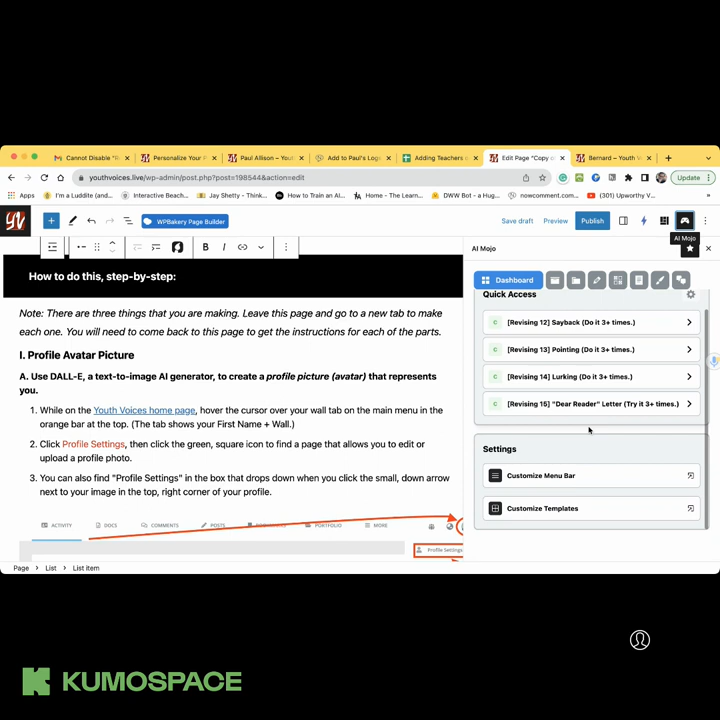 Cannot Disable "R
Personalize Your P
Paul Allison – Yout
Add to Paul's Log
Adding Teachers
Edit Page "Copy o
Bernard – Youth V
youthvoices.live/wp-admin/post.php?post=198544&action=edit
Update
Apps
I'm a Luddite (and...
Interactive Beach...
Jay Shetty - Think...
How to Train an AI...
Home - The Learn...
DWW Bot - a Hug...
nowcomment.com...
(301) Upworthy V...
WPBakery Page Builder
Save draft
Preview
Publish
AI Mojo
B I
AI Mojo
How to do this, step-by-step:
Note: There are three things that you are making. Leave this page and go to a new tab to make
each one. You will need to come back to this page to get the instructions for each of the parts.
I. Profile Avatar Picture
A. Use DALL-E, a text-to-image AI generator, to create a profile picture (avatar) that represents
you.
1. While on the Youth Voices home page, hover the cursor over your wall tab on the main menu in the
orange bar at the top. (The tab shows your First Name + Wall.)
2. Click Profile Settings, then click the green, square icon to find a page that allows you to edit or
upload a profile photo.
3. You can also find "Profile Settings" in the box that drops down when you click the small, down arrow
next to your image in the top, right corner of your profile.
ACTIVITY
DOCS
COMMENTS
POSTS
PORTFOLIO
MORE
Profile Settings
Dashboard
Quick Access
C [Revising 12] Sayback (Do it 3+ times.)
C [Revising 13] Pointing (Do it 3+ times.)
C [Revising 14] Lurking (Do it 3+ times.)
C [Revising 15] "Dear Reader" Letter (Try it 3+ times.)
Settings
Customize Menu Bar
Customize Templates
Page > List > List item
KUMOSPACE